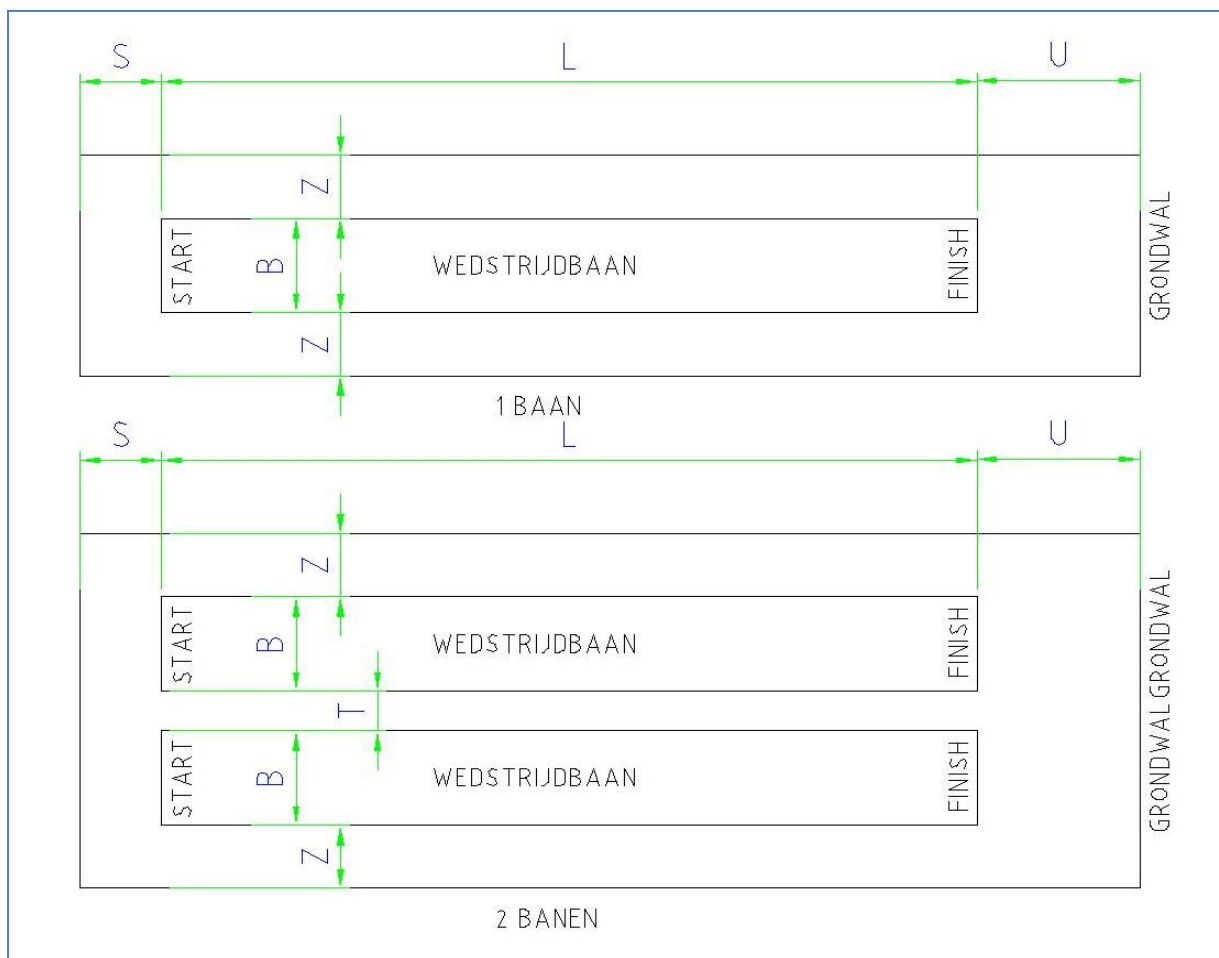 S L U
Z
START B WEDSTRIJDBAAN FINISH GRONDWAL
Z
1 BAAN
S L U
Z
START B WEDSTRIJDBAAN FINISH GRONDWAL
T
START B WEDSTRIJDBAAN FINISH GRONDWAL
Z
2 BANEN